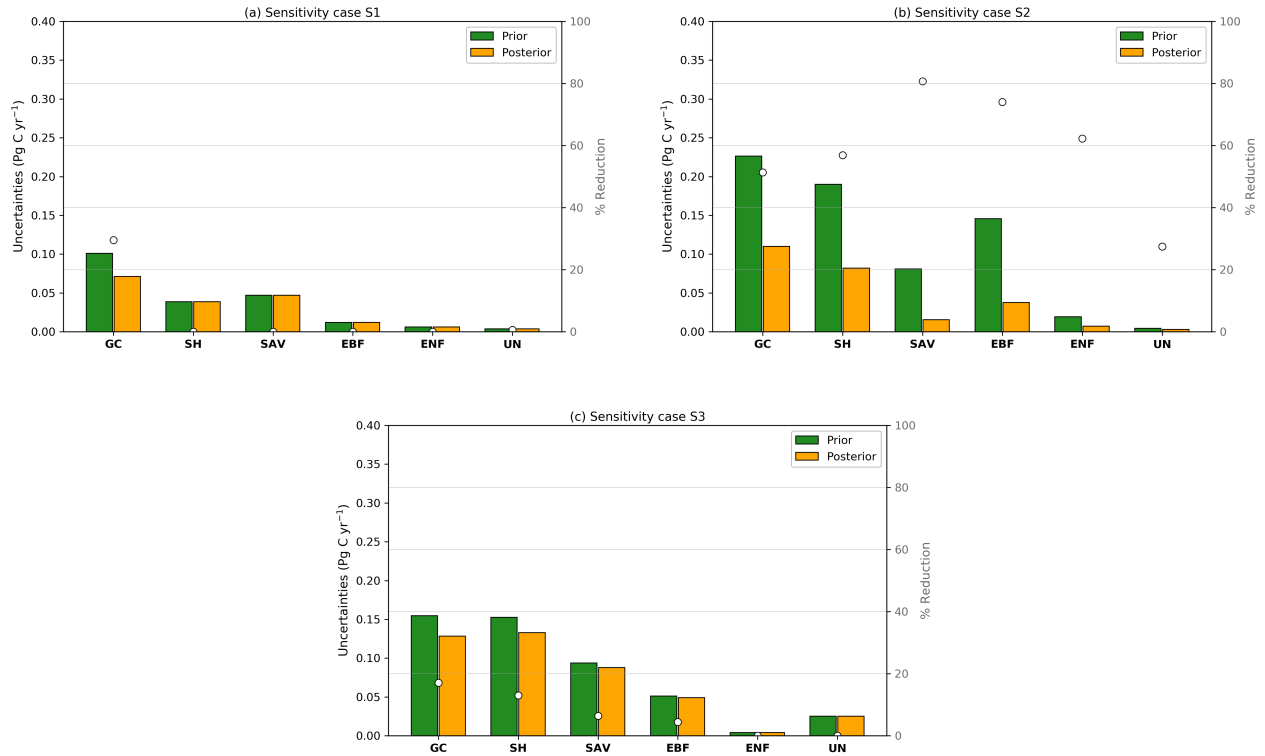 (a) Sensitivity case S1
0.40
0.35
0.30
0.25
0.20
0.15
0.10
0.05
0.00
Uncertainties (Pg C yr⁻¹)
Prior
Posterior
100
80
60
40
20
0
% Reduction
GC SH SAV EBF ENF UN
(b) Sensitivity case S2
0.40
0.35
0.30
0.25
0.20
0.15
0.10
0.05
0.00
Uncertainties (Pg C yr⁻¹)
Prior
Posterior
100
80
60
40
20
0
% Reduction
GC SH SAV EBF ENF UN
(c) Sensitivity case S3
0.40
0.35
0.30
0.25
0.20
0.15
0.10
0.05
0.00
Uncertainties (Pg C yr⁻¹)
Prior
Posterior
100
80
60
40
20
0
% Reduction
GC SH SAV EBF ENF UN